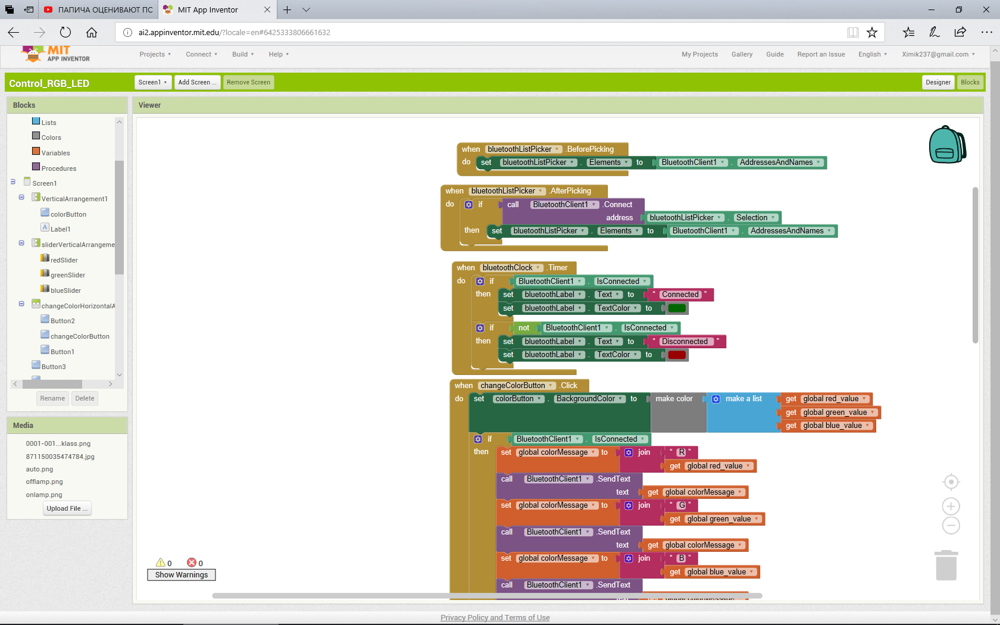 ПАПИЧА ОЦЕНИВАЮТ ПС
MIT App Inventor
ai2.appinventor.mit.edu/?locale=en#6425333806661632
MIT
APP INVENTOR
Projects
Connect
Build
Help
My Projects
Gallery
Guide
Report an Issue
English
Ximik237@gmail.com
Control_RGB_LED
Screen1
Add Screen ...
Remove Screen
Designer
Blocks
Blocks
Lists
Colors
Variables
Procedures
Screen1
VerticalArrangement1
colorButton
A Label1
sliderVerticalArrangeme
redSlider
greenSlider
blueSlider
changeColorHorizontalA
Button2
changeColorButton
Button1
Button3
Rename
Delete
Media
0001-001...klass.png
871150035474784.jpg
auto.png
offlamp.png
onlamp.png
Upload File ...
Viewer
when bluetoothListPicker .BeforePicking
do set bluetoothListPicker . Elements to BluetoothClient1 . AddressesAndNames
when bluetoothListPicker .AfterPicking
do if call BluetoothClient1 .Connect
address bluetoothListPicker . Selection
then set bluetoothListPicker . Elements to BluetoothClient1 . AddressesAndNames
when bluetoothClock .Timer
do if BluetoothClient1 . IsConnected
then set bluetoothLabel . Text to “ Connected ”
set bluetoothLabel . TextColor to
if not BluetoothClient1 . IsConnected
then set bluetoothLabel . Text to “ Disconnected ”
set bluetoothLabel . TextColor to
when changeColorButton .Click
do set colorButton . BackgroundColor to make color make a list get global red_value
get global green_value
get global blue_value
if BluetoothClient1 . IsConnected
then set global colorMessage to join “ R ”
get global red_value
call BluetoothClient1 .SendText
text get global colorMessage
set global colorMessage to join “ G ”
get global green_value
call BluetoothClient1 .SendText
text get global colorMessage
set global colorMessage to join “ B ”
get global blue_value
call BluetoothClient1 .SendText
text get global colorMessage
0 0
Show Warnings
Privacy Policy and Terms of Use